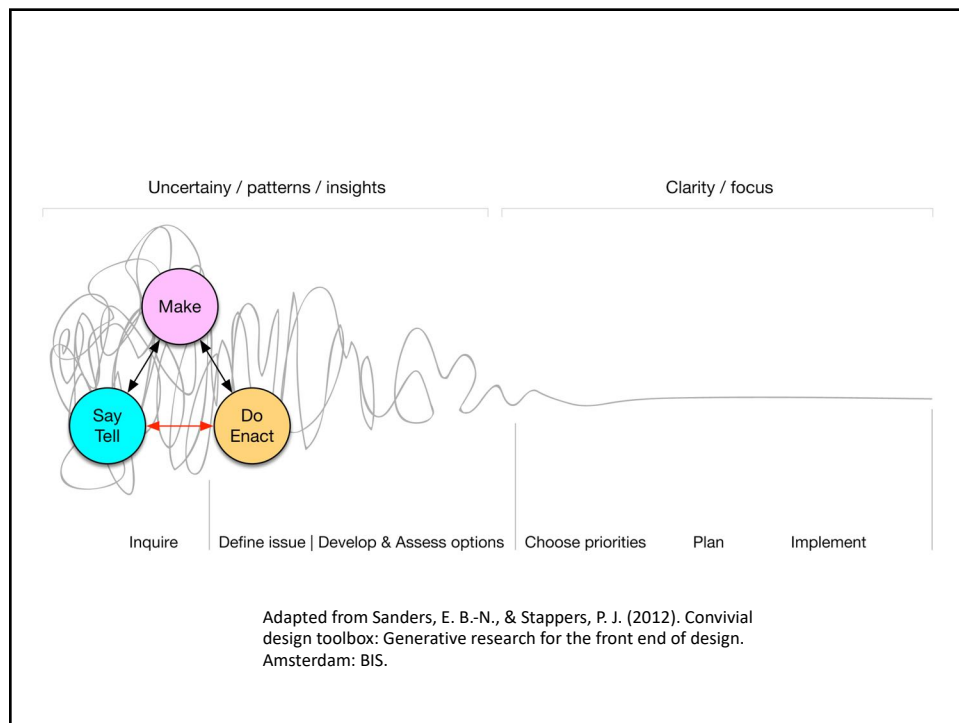 Uncertainy / patterns / insights
Clarity / focus
Make
Say
Tell
Do
Enact
Inquire
Define issue | Develop & Assess options
Choose priorities
Plan
Implement
Adapted from Sanders, E. B.-N., & Stappers, P. J. (2012). Convivial
design toolbox: Generative research for the front end of design.
Amsterdam: BIS.